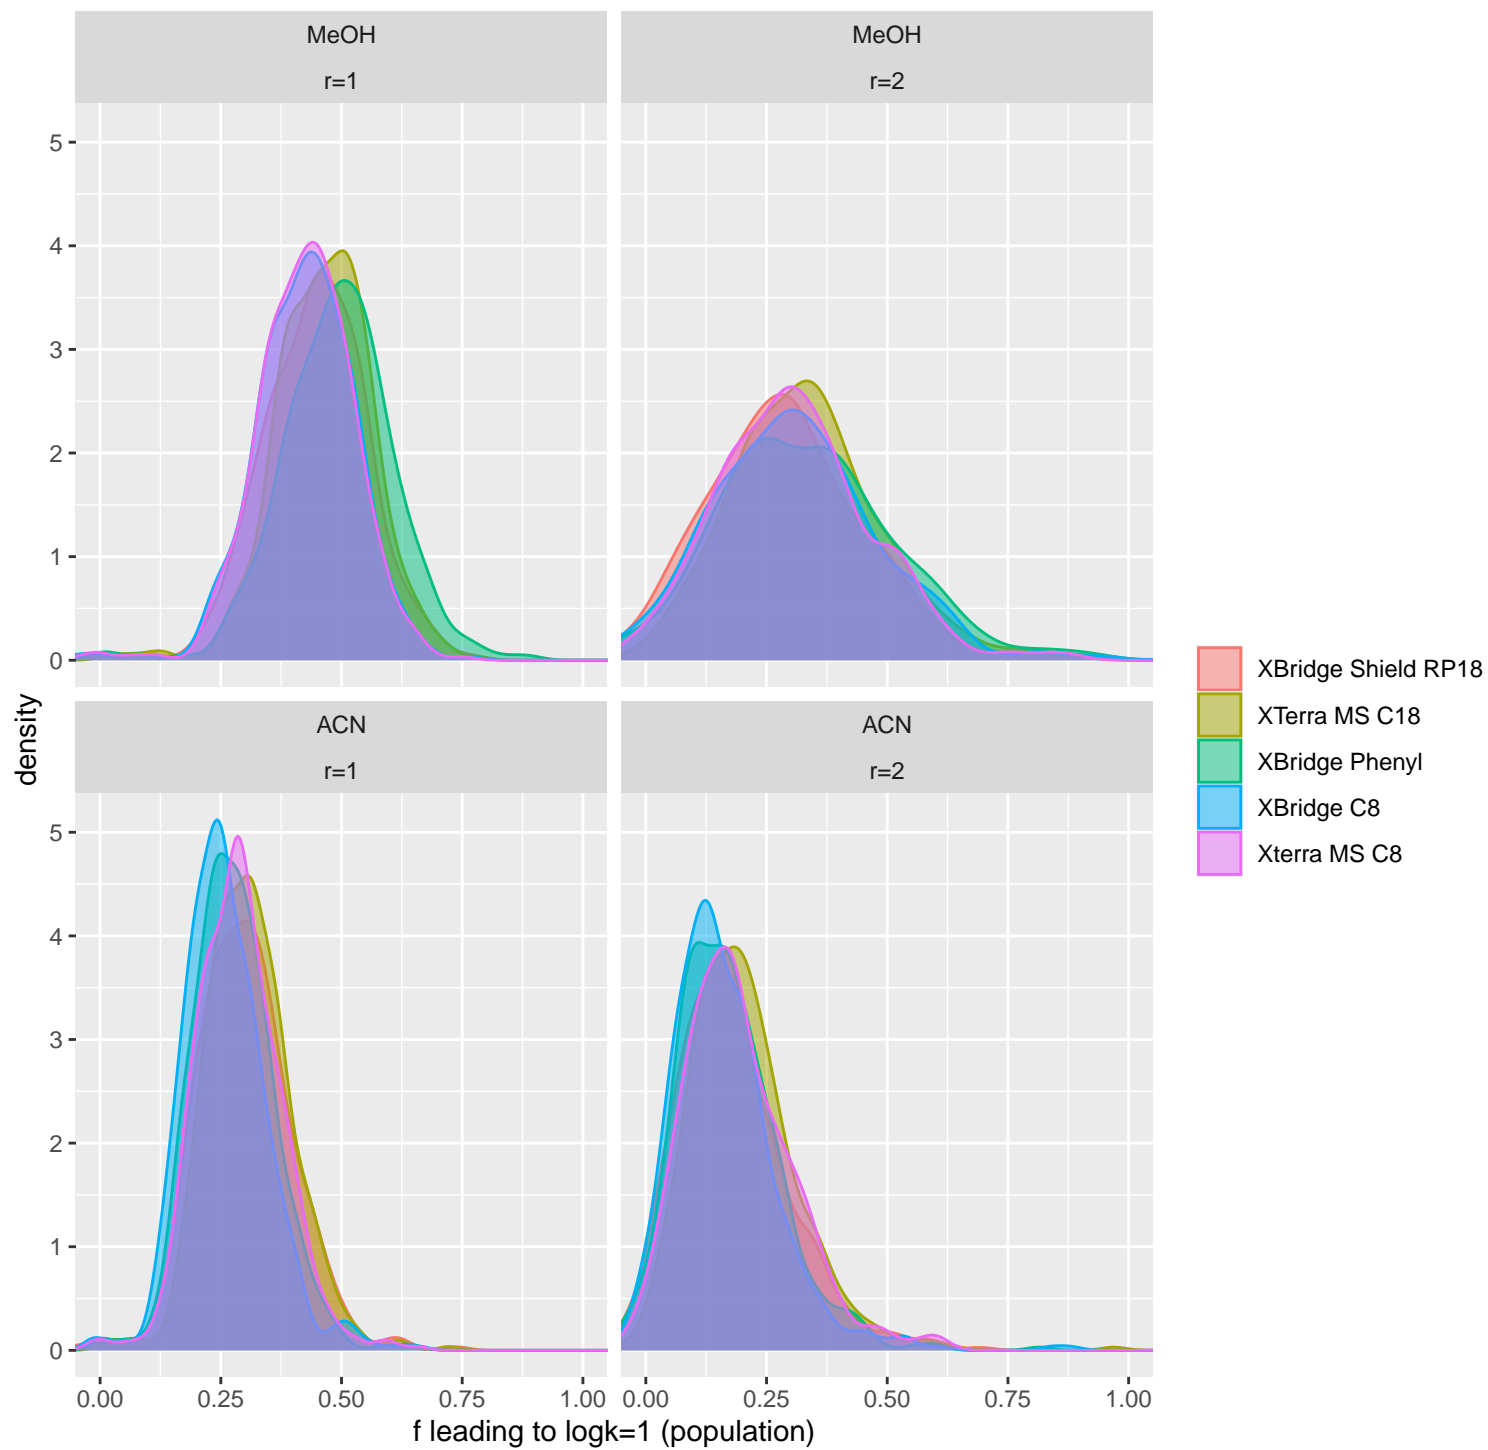 MeOH
r=1
MeOH
r=2
5
4
3
2
1
0
ACN
r=1
ACN
r=2
density
5
4
3
2
1
0
0.00 0.25 0.50 0.75 1.00
0.00 0.25 0.50 0.75 1.00
f leading to logk=1 (population)
XBridge Shield RP18
XTerra MS C18
XBridge Phenyl
XBridge C8
Xterra MS C8